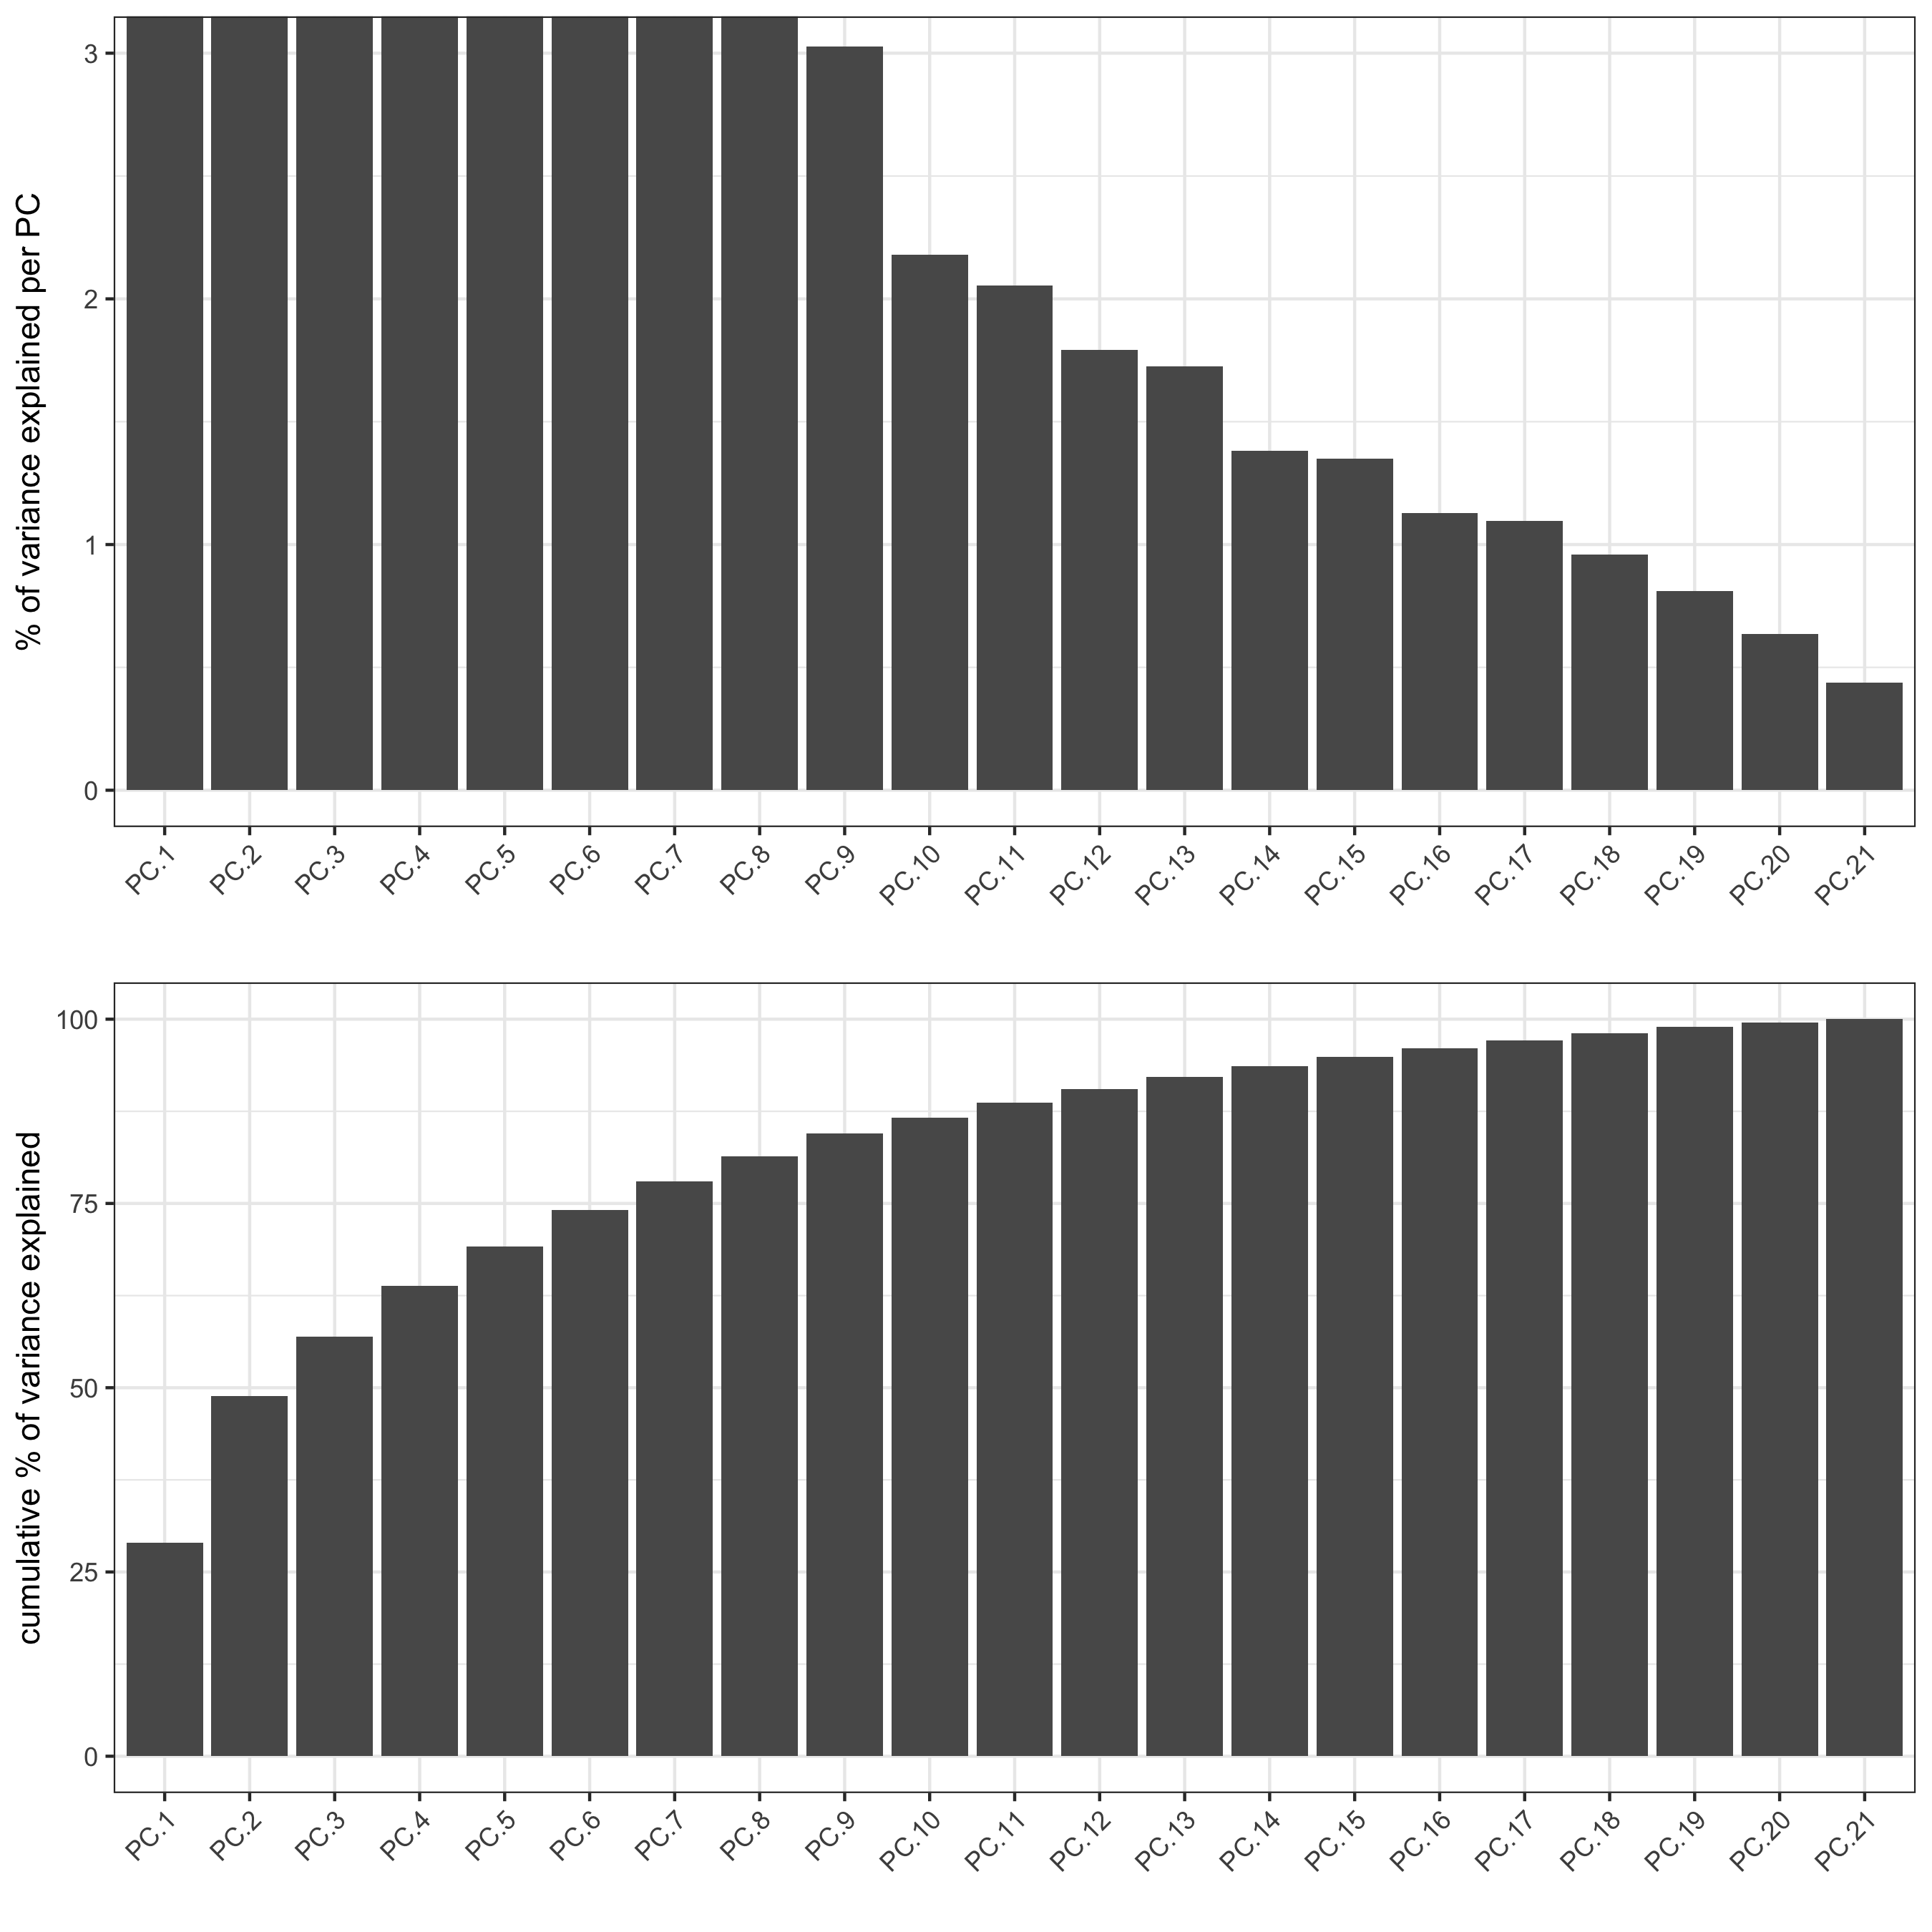 % of variance explained per PC
3
2
1
0
PC.1 PC.2 PC.3 PC.4 PC.5 PC.6 PC.7 PC.8 PC.9 PC.10 PC.11 PC.12 PC.13 PC.14 PC.15 PC.16 PC.17 PC.18 PC.19 PC.20 PC.21
cumulative % of variance explained
100
75
50
25
0
PC.1 PC.2 PC.3 PC.4 PC.5 PC.6 PC.7 PC.8 PC.9 PC.10 PC.11 PC.12 PC.13 PC.14 PC.15 PC.16 PC.17 PC.18 PC.19 PC.20 PC.21